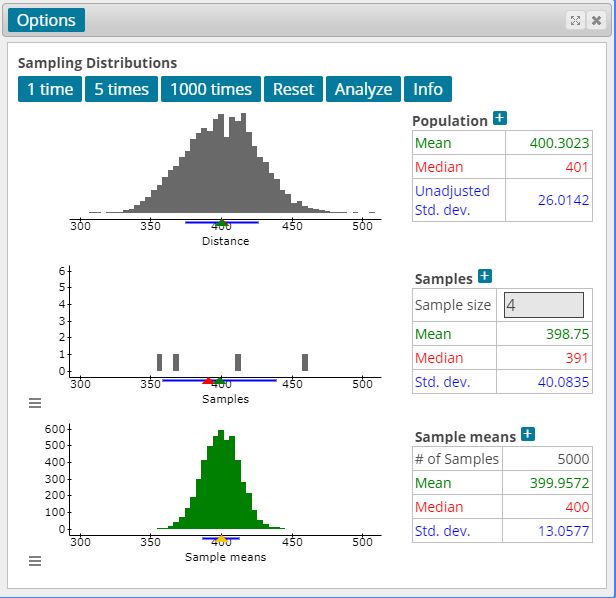 Options
Sampling Distributions
1 time 5 times 1000 times Reset Analyze Info
Population
Mean 400.3023
Median 401
Unadjusted
Std. dev. 26.0142
300 350 400 450 500
Distance
Samples
Sample size 4
Mean 398.75
Median 391
Std. dev. 40.0835
6
5
4
3
2
1
0
300 350 400 450 500
Samples
Sample means
# of Samples 5000
Mean 399.9572
Median 400
Std. dev. 13.0577
600
500
400
300
200
100
0
300 350 400 450 500
Sample means